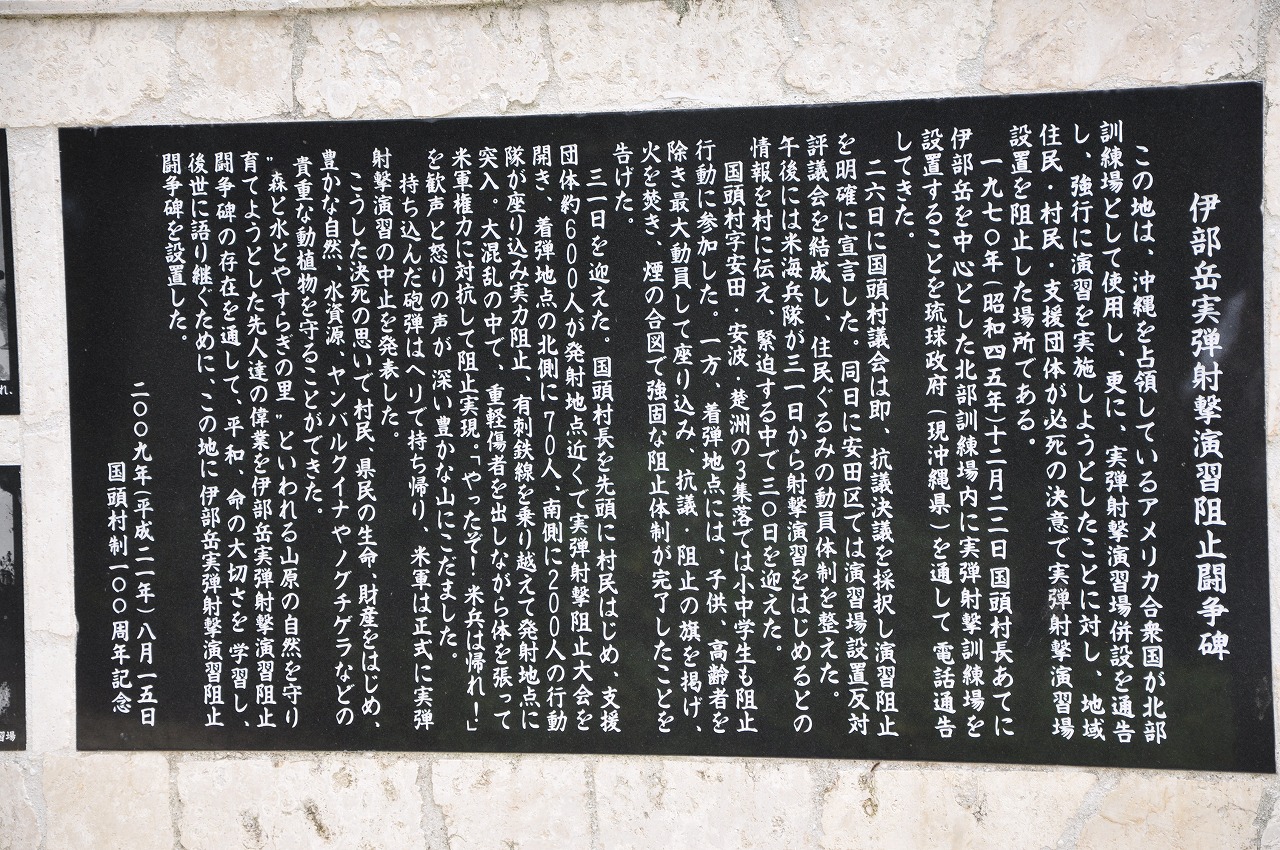 伊部岳実弾射撃演習阻止闘争碑
この地は、沖縄を占領しているアメリカ合衆国が北部
訓練場として使用し、更に、実弾射撃演習場併設を通告
し、強行に演習を実施しようとしたことに対し、地域
住民・村民・支援団体が必死の決意で実弾射撃演習場
設置を阻止した場所である。
一九七〇年(昭和四五年)十二月二二日国頭村長あてに
伊部岳を中心とした北部訓練場内に実弾射撃訓練場を
設置することを琉球政府(現沖縄県)を通して電話通告
してきた。
二六日に国頭村議会は即、抗議決議を採択し演習阻止
を明確に宣言した。同日に安田区では演習場設置反対
評議会を結成し、住民ぐるみの動員体制を整えた。
午後には米海兵隊が三一日から射撃演習をはじめるとの
情報を村に伝え、緊迫する中で三〇日を迎えた。
国頭村字安田・安波・楚洲の3集落では小中学生も阻止
行動に参加した。一方、着弾地点には、子供、高齢者を
除き最大動員して座り込み、抗議・阻止の旗を掲げ、
火を焚き、煙の合図で強固な阻止体制が完了したことを
告げた。
三一日を迎えた。国頭村長を先頭に村民はじめ、支援
団体約600人が発射地点近くで実弾射撃阻止大会を
開き、着弾地点の北側に70人、南側に200人の行動
隊が座り込み実力阻止、有刺鉄線を乗り越えて発射地点に
突入。大混乱の中で、重軽傷者を出しながら体を張って
米軍権力に対抗して阻止実現。「やったぞ!米兵は帰れ!」
を歓声と怒りの声が、深い豊かな山にこだました。
持ち込んだ砲弾はヘリで持ち帰り、米軍は正式に実弾
射撃演習の中止を発表した。
こうした決死の思いで村民、県民の生命、財産をはじめ、
豊かな自然、水資源、ヤンバルクイナやノグチゲラなどの
貴重な動植物を守ることができた。
"森と水とやすらぎの里"といわれる山原の自然を守り
育てようとした先人達の偉業を伊部岳実弾射撃演習阻止
闘争碑の存在を通して、平和、命の大切さを学習し、
後世に語り継ぐために、この地に伊部岳実弾射撃演習阻止
闘争碑を設置した。
二〇〇九年(平成二一年)八月一五日
国頭村制一〇〇周年記念
れ、
習場